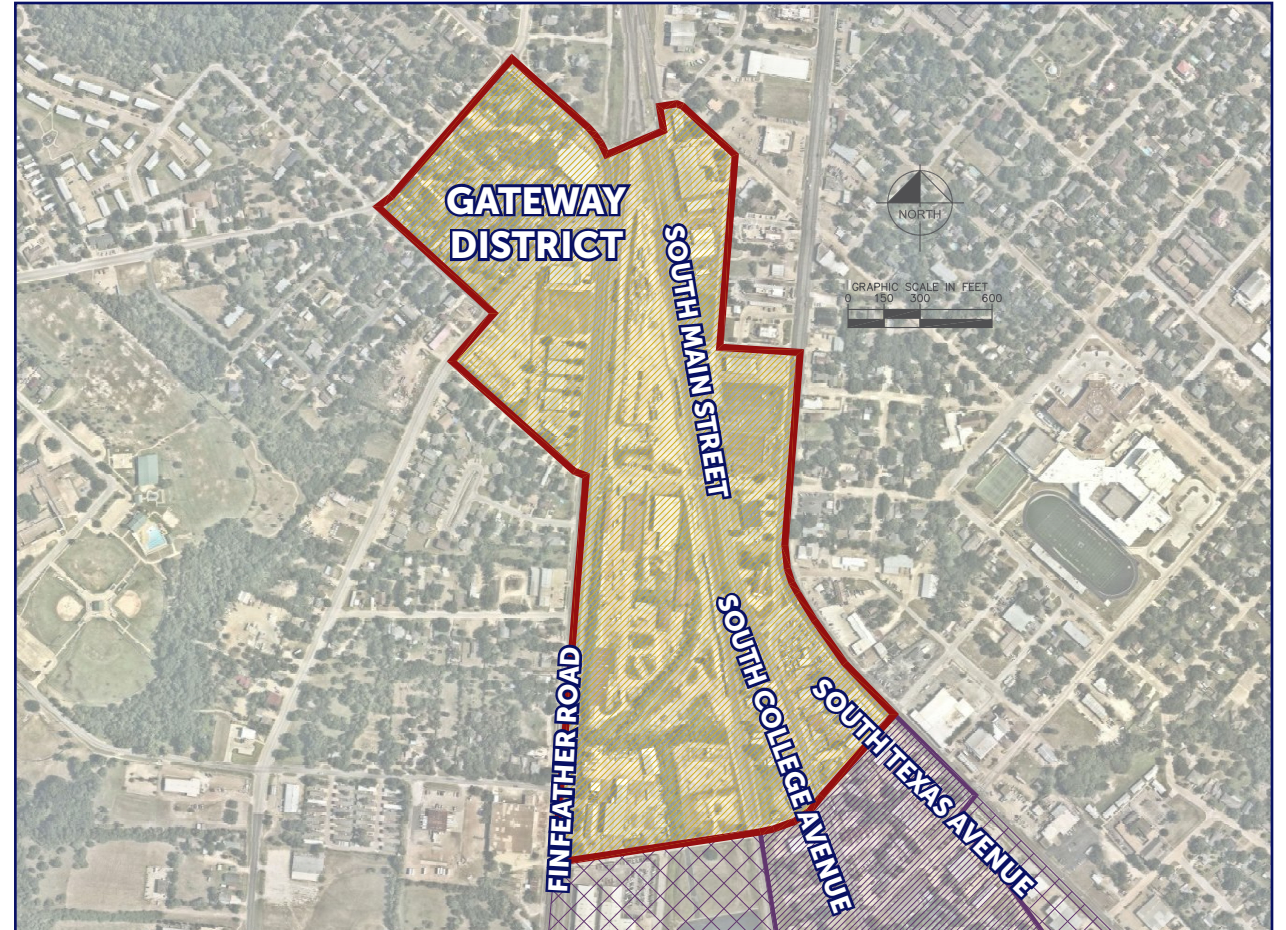 GATEWAY
DISTRICT
SOUTH MAIN STREET
NORTH
GRAPHIC SCALE IN FEET
0 150 300 600
SOUTH COLLEGE AVENUE
SOUTH TEXAS AVENUE
FINFEATHER ROAD